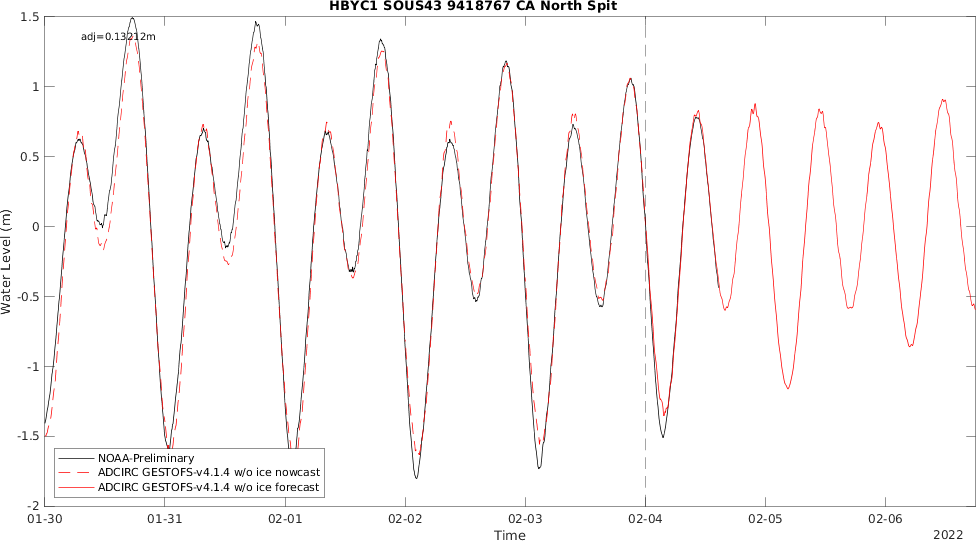 HBYC1 SOUS43 9418767 CA North Spit
adj=0.13212m
Water Level (m)
1.5
1
0.5
0
-0.5
-1
-1.5
-2
NOAA-Preliminary
ADCIRC GESTOFS-v4.1.4 w/o ice nowcast
ADCIRC GESTOFS-v4.1.4 w/o ice forecast
01-30 01-31 02-01 02-02 02-03 02-04 02-05 02-06
Time
2022